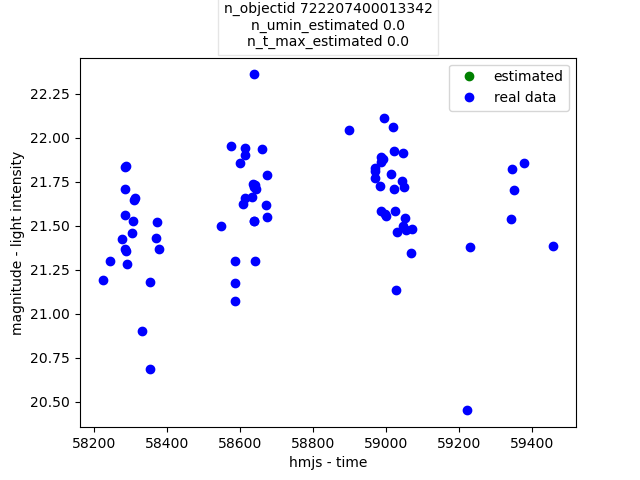 n_objectid 722207400013342
n_umin_estimated 0.0
n_t_max_estimated 0.0
estimated
real data
22.25
22.00
21.75
21.50
21.25
21.00
20.75
20.50
magnitude - light intensity
58200 58400 58600 58800 59000 59200 59400
hmjs - time